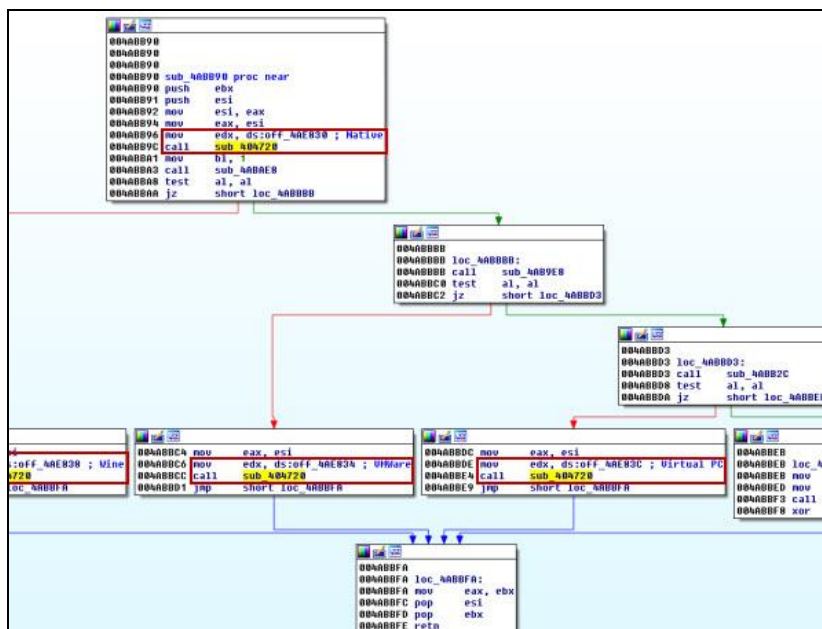 004ABB90
004ABB90
004ABB90
004ABB90 sub_4ABB90 proc near
004ABB90 push ebx
004ABB91 push esi
004ABB92 mov esi, eax
004ABB94 mov eax, esi
004ABB96 mov edx, ds:off_4AE830 ; Native
004ABB9C call sub_404720
004ABBA1 mov bl, 1
004ABBA3 call sub_4ABAE8
004ABBA8 test al, al
004ABBAA jz short loc_4ABBBB
004ABBBB
004ABBBB loc_4ABBBB:
004ABBBB call sub_4AB9E8
004ABBC0 test al, al
004ABBC2 jz short loc_4ABBD3
004ABBD3
004ABBD3 loc_4ABBD3:
004ABBD3 call sub_4ABB2C
004ABBD8 test al, al
004ABBDA jz short loc_4ABBE
s:off_4AE838 ; Wine
4720
loc_4ABBFA
004ABBC4 mov eax, esi
004ABBC6 mov edx, ds:off_4AE834 ; VMWare
004ABBCC call sub_404720
004ABBD1 jmp short loc_4ABBFA
004ABBDC mov eax, esi
004ABBDE mov edx, ds:off_4AE83C ; Virtual PC
004ABBE4 call sub_404720
004ABBE9 jmp short loc_4ABBFA
004ABBEB
004ABBEB loc_4
004ABBEB mov
004ABBED mov
004ABBF3 call
004ABBF8 xor
004ABBFA
004ABBFA loc_4ABBFA:
004ABBFA mov eax, ebx
004ABBFC pop esi
004ABBFD pop ebx
004ABBFE retn